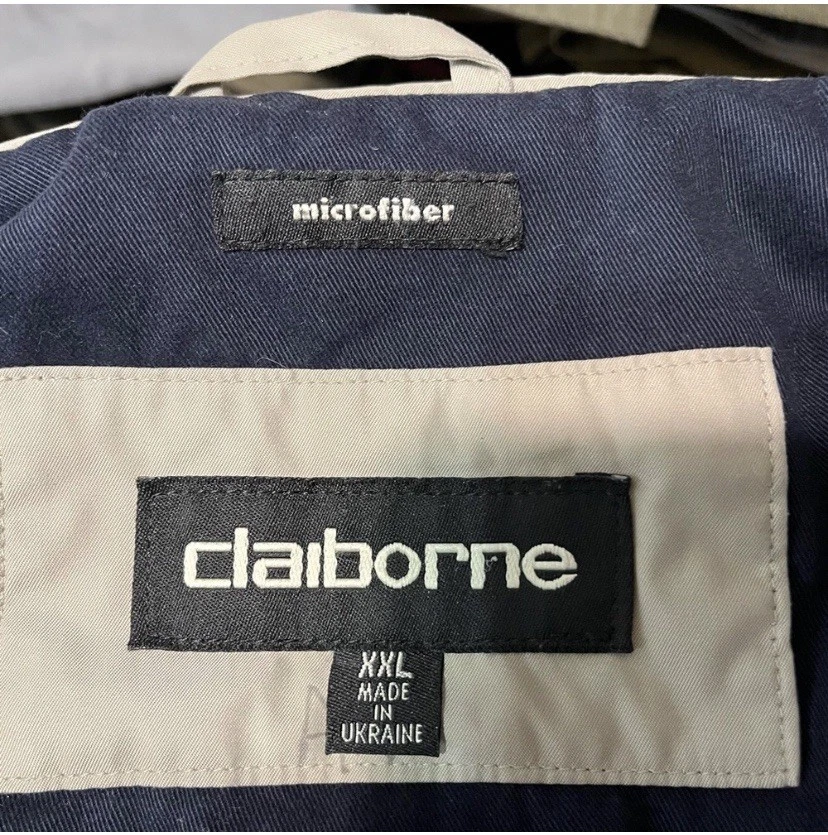 microfiber
claiborne
XXL
MADE
IN
UKRAINE